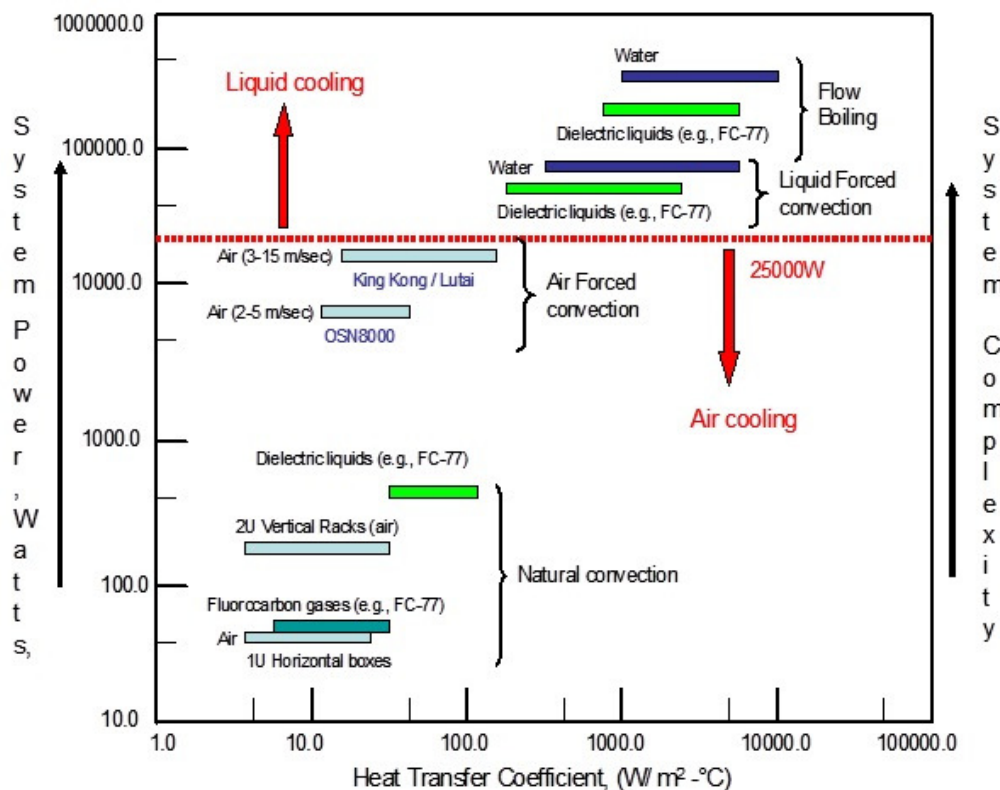 1000000.0
100000.0
10000.0
1000.0
100.0
10.0
System Power, Watts,
Liquid cooling
Water
Flow
Boiling
Dielectric liquids (e.g., FC-77)
Water
Liquid Forced
convection
Dielectric liquids (e.g., FC-77)
Air (3-15 m/sec)
King Kong / Lutai
Air Forced
convection
25000W
Air (2-5 m/sec)
OSN8000
Air cooling
Dielectric liquids (e.g., FC-77)
2U Vertical Racks (air)
Natural convection
Fluorocarbon gases (e.g., FC-77)
Air
1U Horizontal boxes
System Complexity
1.0 10.0 100.0 1000.0 10000.0 100000.0
Heat Transfer Coefficient, (W/ m² -°C)